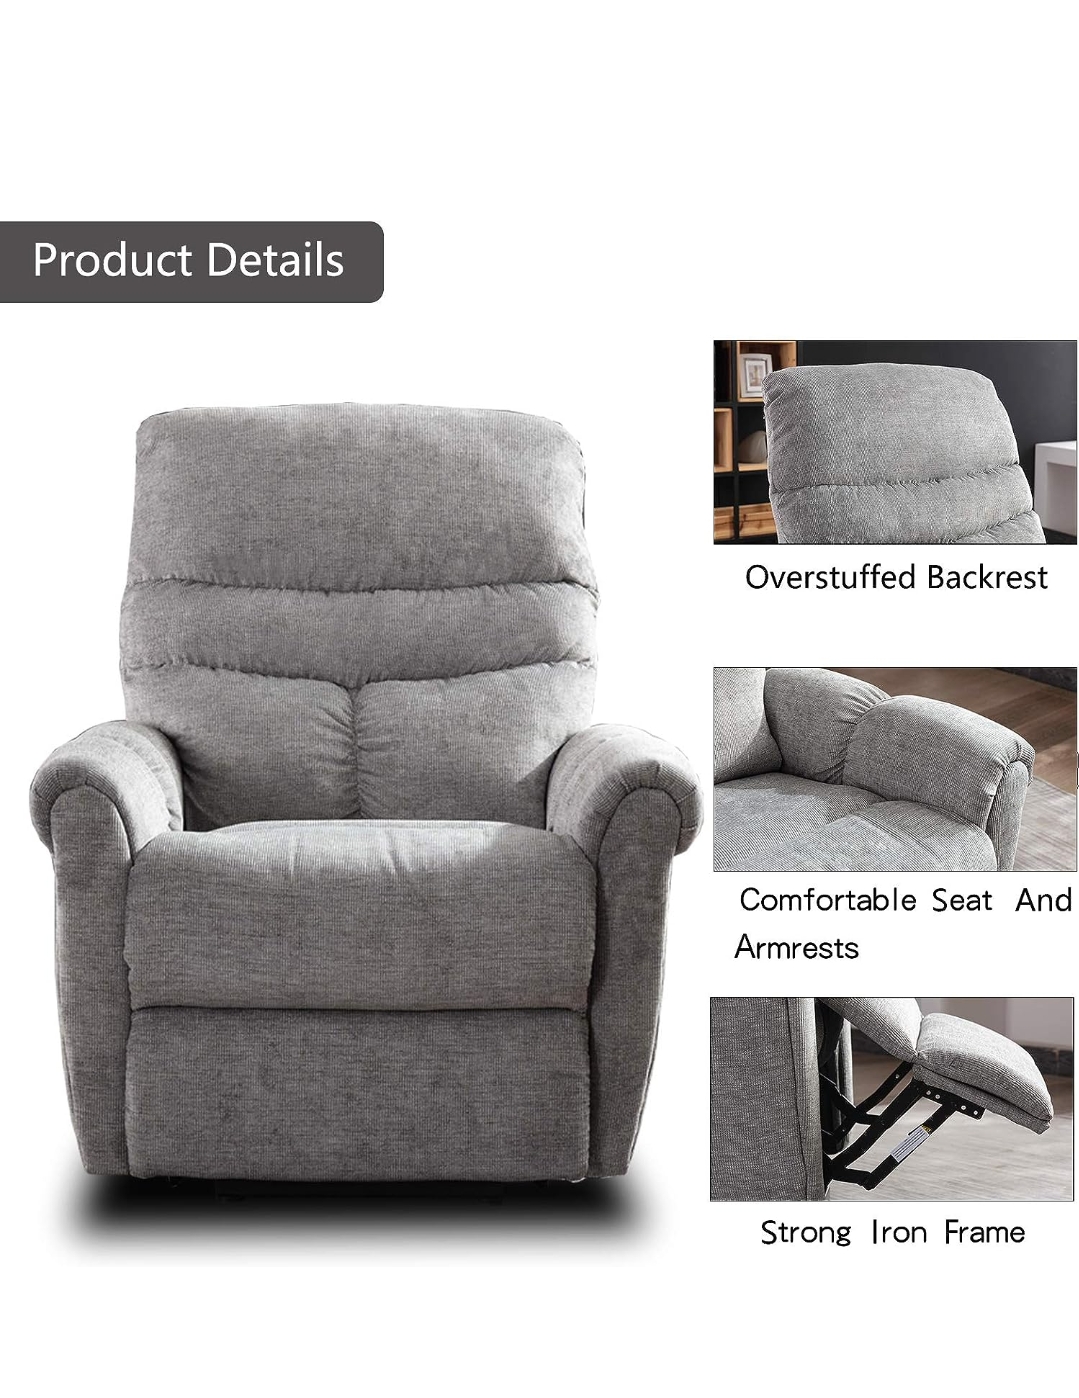 Product Details
Overstuffed Backrest
Comfortable Seat And
Armrests
Strong Iron Frame